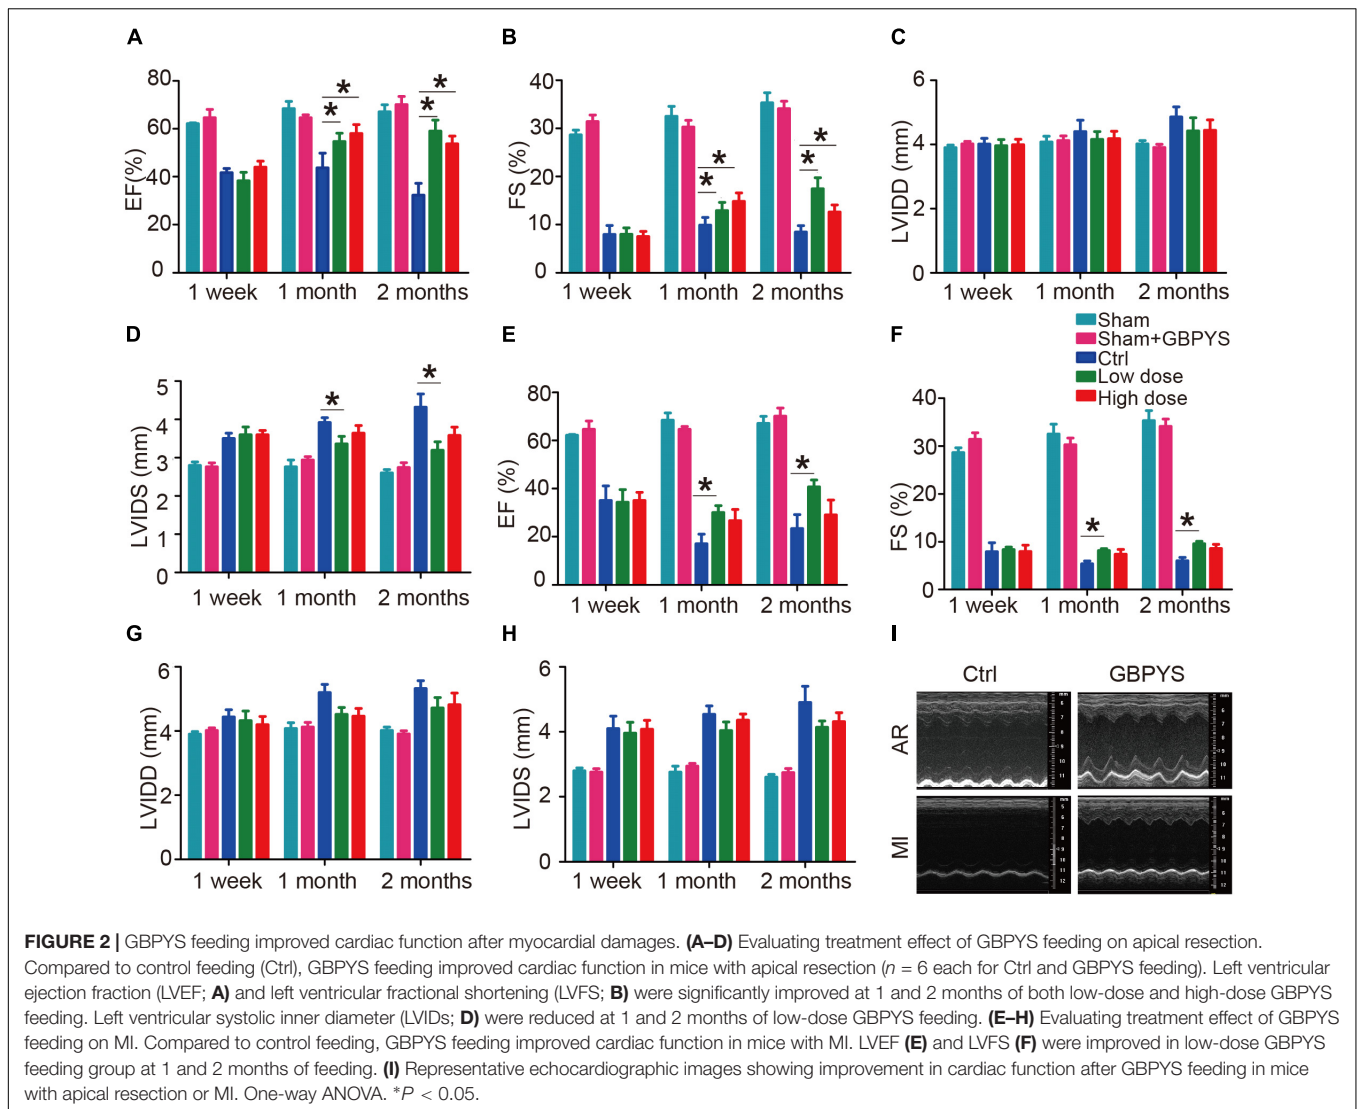 A
B
C
80
60
40
20
0
EF(%)
* * * *
1 week 1 month 2 months
40
30
20
10
0
FS (%)
* * * *
1 week 1 month 2 months
6
4
2
0
LVIDD (mm)
1 week 1 month 2 months
D
E
F
Sham
Sham+GBPYS
Ctrl
Low dose
High dose
5
4
3
2
1
0
LVIDS (mm)
* *
1 week 1 month 2 months
80
60
40
20
0
EF (%)
* *
1 week 1 month 2 months
40
30
20
10
0
FS (%)
* *
1 week 1 month 2 months
G
H
I
6
4
2
0
LVIDD (mm)
1 week 1 month 2 months
6
4
2
0
LVIDS (mm)
1 week 1 month 2 months
Ctrl GBPYS
AR
MI
FIGURE 2 | GBPYS feeding improved cardiac function after myocardial damages. (A–D) Evaluating treatment effect of GBPYS feeding on apical resection.
Compared to control feeding (Ctrl), GBPYS feeding improved cardiac function in mice with apical resection (n = 6 each for Ctrl and GBPYS feeding). Left ventricular
ejection fraction (LVEF; A) and left ventricular fractional shortening (LVFS; B) were significantly improved at 1 and 2 months of both low-dose and high-dose GBPYS
feeding. Left ventricular systolic inner diameter (LVIDs; D) were reduced at 1 and 2 months of low-dose GBPYS feeding. (E–H) Evaluating treatment effect of GBPYS
feeding on MI. Compared to control feeding, GBPYS feeding improved cardiac function in mice with MI. LVEF (E) and LVFS (F) were improved in low-dose GBPYS
feeding group at 1 and 2 months of feeding. (I) Representative echocardiographic images showing improvement in cardiac function after GBPYS feeding in mice
with apical resection or MI. One-way ANOVA. *P < 0.05.